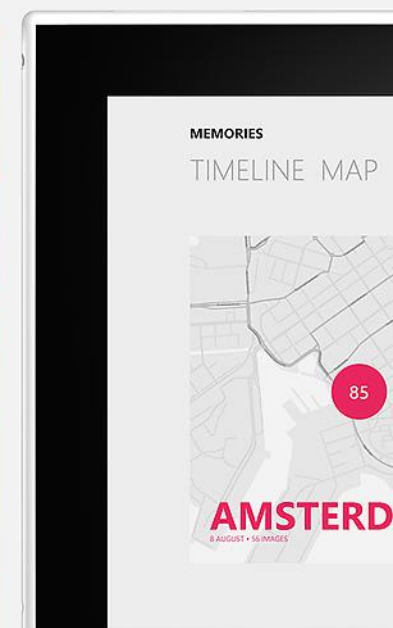 MEMORIES
TIMELINE MAP
85
AMSTERD
8 AUGUST • 56 IMAGES